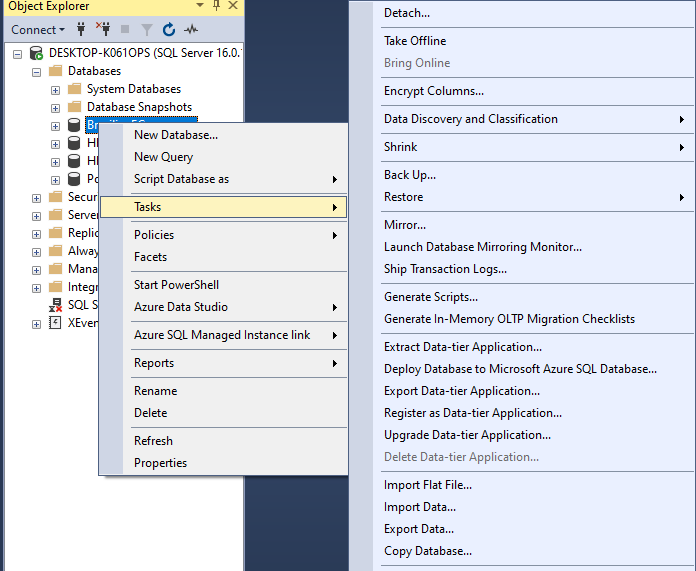 Object Explorer
Connect
DESKTOP-K061OPS (SQL Server 16.0.
Databases
System Databases
Database Snapshots
New Database...
New Query
Script Database as
Tasks
Policies
Facets
Start PowerShell
Azure Data Studio
Azure SQL Managed Instance link
Reports
Rename
Delete
Refresh
Properties
Secu
Server
Replic
Alway
Mana
Integr
SQL S
XEven
Detach...
Take Offline
Bring Online
Encrypt Columns...
Data Discovery and Classification
Shrink
Back Up...
Restore
Mirror...
Launch Database Mirroring Monitor...
Ship Transaction Logs...
Generate Scripts...
Generate In-Memory OLTP Migration Checklists
Extract Data-tier Application...
Deploy Database to Microsoft Azure SQL Database...
Export Data-tier Application...
Register as Data-tier Application...
Upgrade Data-tier Application...
Delete Data-tier Application...
Import Flat File...
Import Data...
Export Data...
Copy Database...